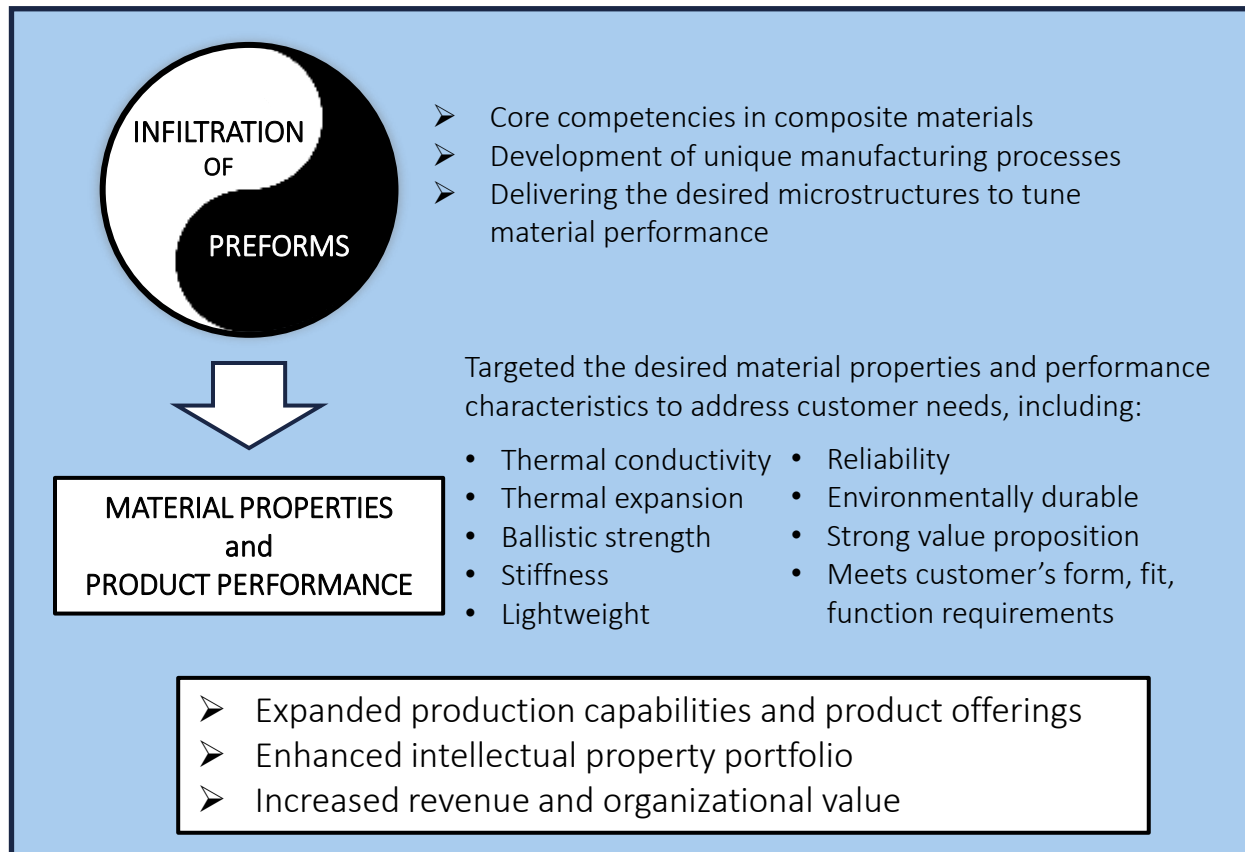 INFILTRATION
OF
PREFORMS
➢ Core competencies in composite materials
➢ Development of unique manufacturing processes
➢ Delivering the desired microstructures to tune
material performance
Targeted the desired material properties and performance
characteristics to address customer needs, including:
MATERIAL PROPERTIES
and
PRODUCT PERFORMANCE
• Thermal conductivity
• Thermal expansion
• Ballistic strength
• Stiffness
• Lightweight
• Reliability
• Environmentally durable
• Strong value proposition
• Meets customer’s form, fit,
function requirements
➢ Expanded production capabilities and product offerings
➢ Enhanced intellectual property portfolio
➢ Increased revenue and organizational value